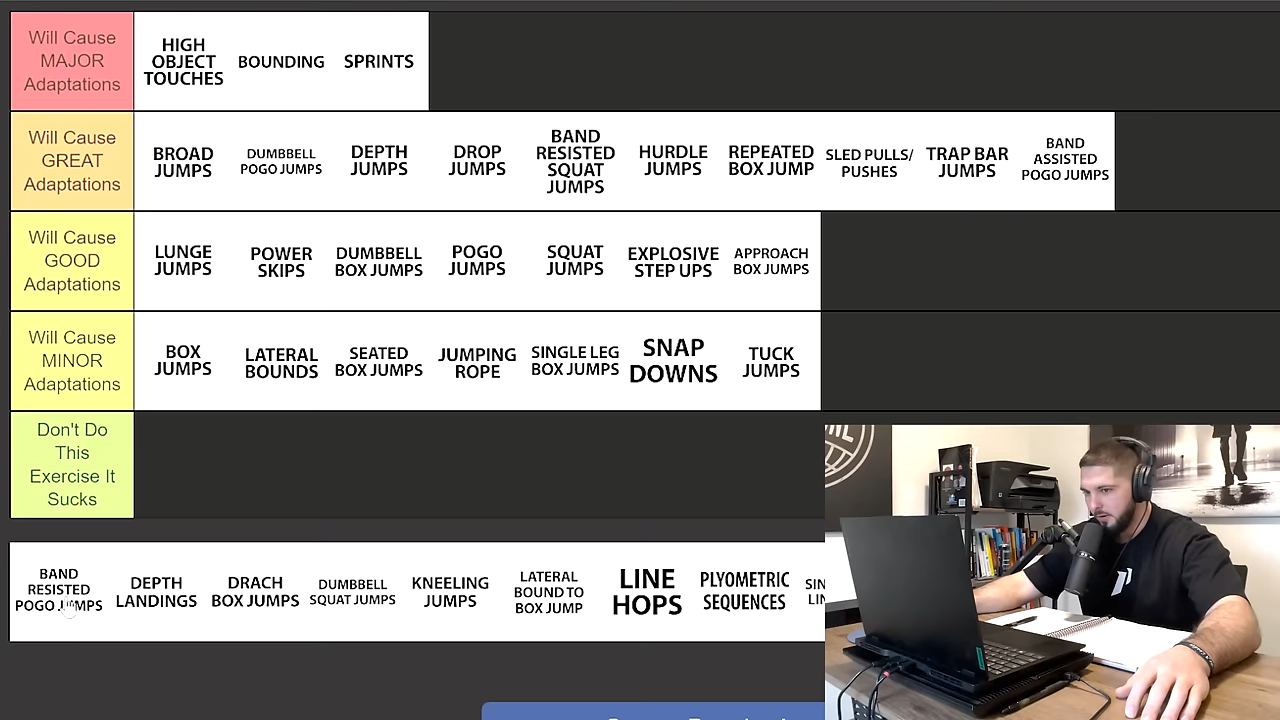 Will Cause
MAJOR
Adaptations
HIGH
OBJECT
TOUCHES
BOUNDING
SPRINTS
Will Cause
GREAT
Adaptations
BROAD
JUMPS
DUMBBELL
POGO JUMPS
DEPTH
JUMPS
DROP
JUMPS
BAND
RESISTED
SQUAT
JUMPS
HURDLE
JUMPS
REPEATED
BOX JUMP
SLED PULLS/
PUSHES
TRAP BAR
JUMPS
BAND
ASSISTED
POGO JUMPS
Will Cause
GOOD
Adaptations
LUNGE
JUMPS
POWER
SKIPS
DUMBBELL
BOX JUMPS
POGO
JUMPS
SQUAT
JUMPS
EXPLOSIVE
STEP UPS
APPROACH
BOX JUMPS
Will Cause
MINOR
Adaptations
BOX
JUMPS
LATERAL
BOUNDS
SEATED
BOX JUMPS
JUMPING
ROPE
SINGLE LEG
BOX JUMPS
SNAP
DOWNS
TUCK
JUMPS
Don't Do
This
Exercise It
Sucks
BAND
RESISTED
POGO JUMPS
DEPTH
LANDINGS
DRACH
BOX JUMPS
DUMBBELL
SQUAT JUMPS
KNEELING
JUMPS
LATERAL
BOUND TO
BOX JUMP
LINE
HOPS
PLYOMETRIC
SEQUENCES
SIN
LIN